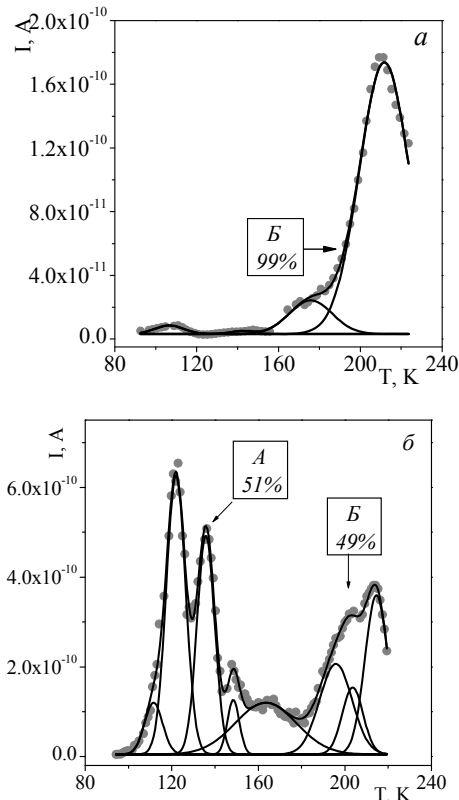 2.0x10⁻¹⁰
I, A
а
1.6x10⁻¹⁰
1.2x10⁻¹⁰
8.0x10⁻¹¹
Б
99%
4.0x10⁻¹¹
0.0
80 120 160 200 240
T, K
I, A
б
А
51%
6.0x10⁻¹⁰
Б
49%
4.0x10⁻¹⁰
2.0x10⁻¹⁰
0.0
80 120 160 200 240
T, K